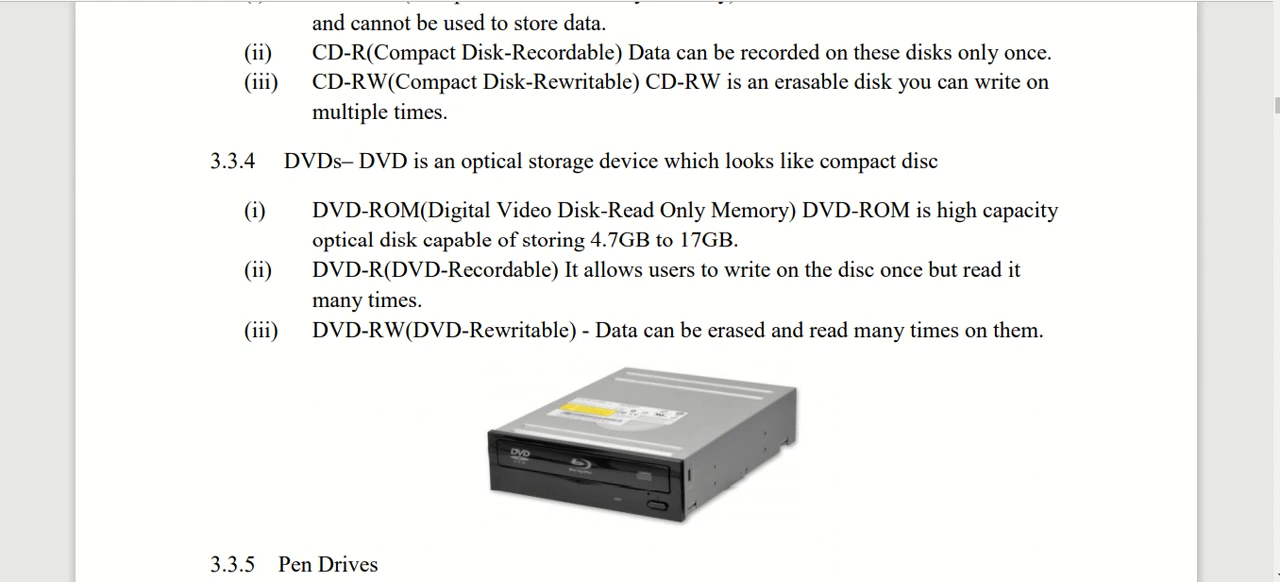 and cannot be used to store data.
(ii) CD-R(Compact Disk-Recordable) Data can be recorded on these disks only once.
(iii) CD-RW(Compact Disk-Rewritable) CD-RW is an erasable disk you can write on
multiple times.
3.3.4 DVDs– DVD is an optical storage device which looks like compact disc
(i) DVD-ROM(Digital Video Disk-Read Only Memory) DVD-ROM is high capacity
optical disk capable of storing 4.7GB to 17GB.
(ii) DVD-R(DVD-Recordable) It allows users to write on the disc once but read it
many times.
(iii) DVD-RW(DVD-Rewritable) - Data can be erased and read many times on them.
DVD
3.3.5 Pen Drives